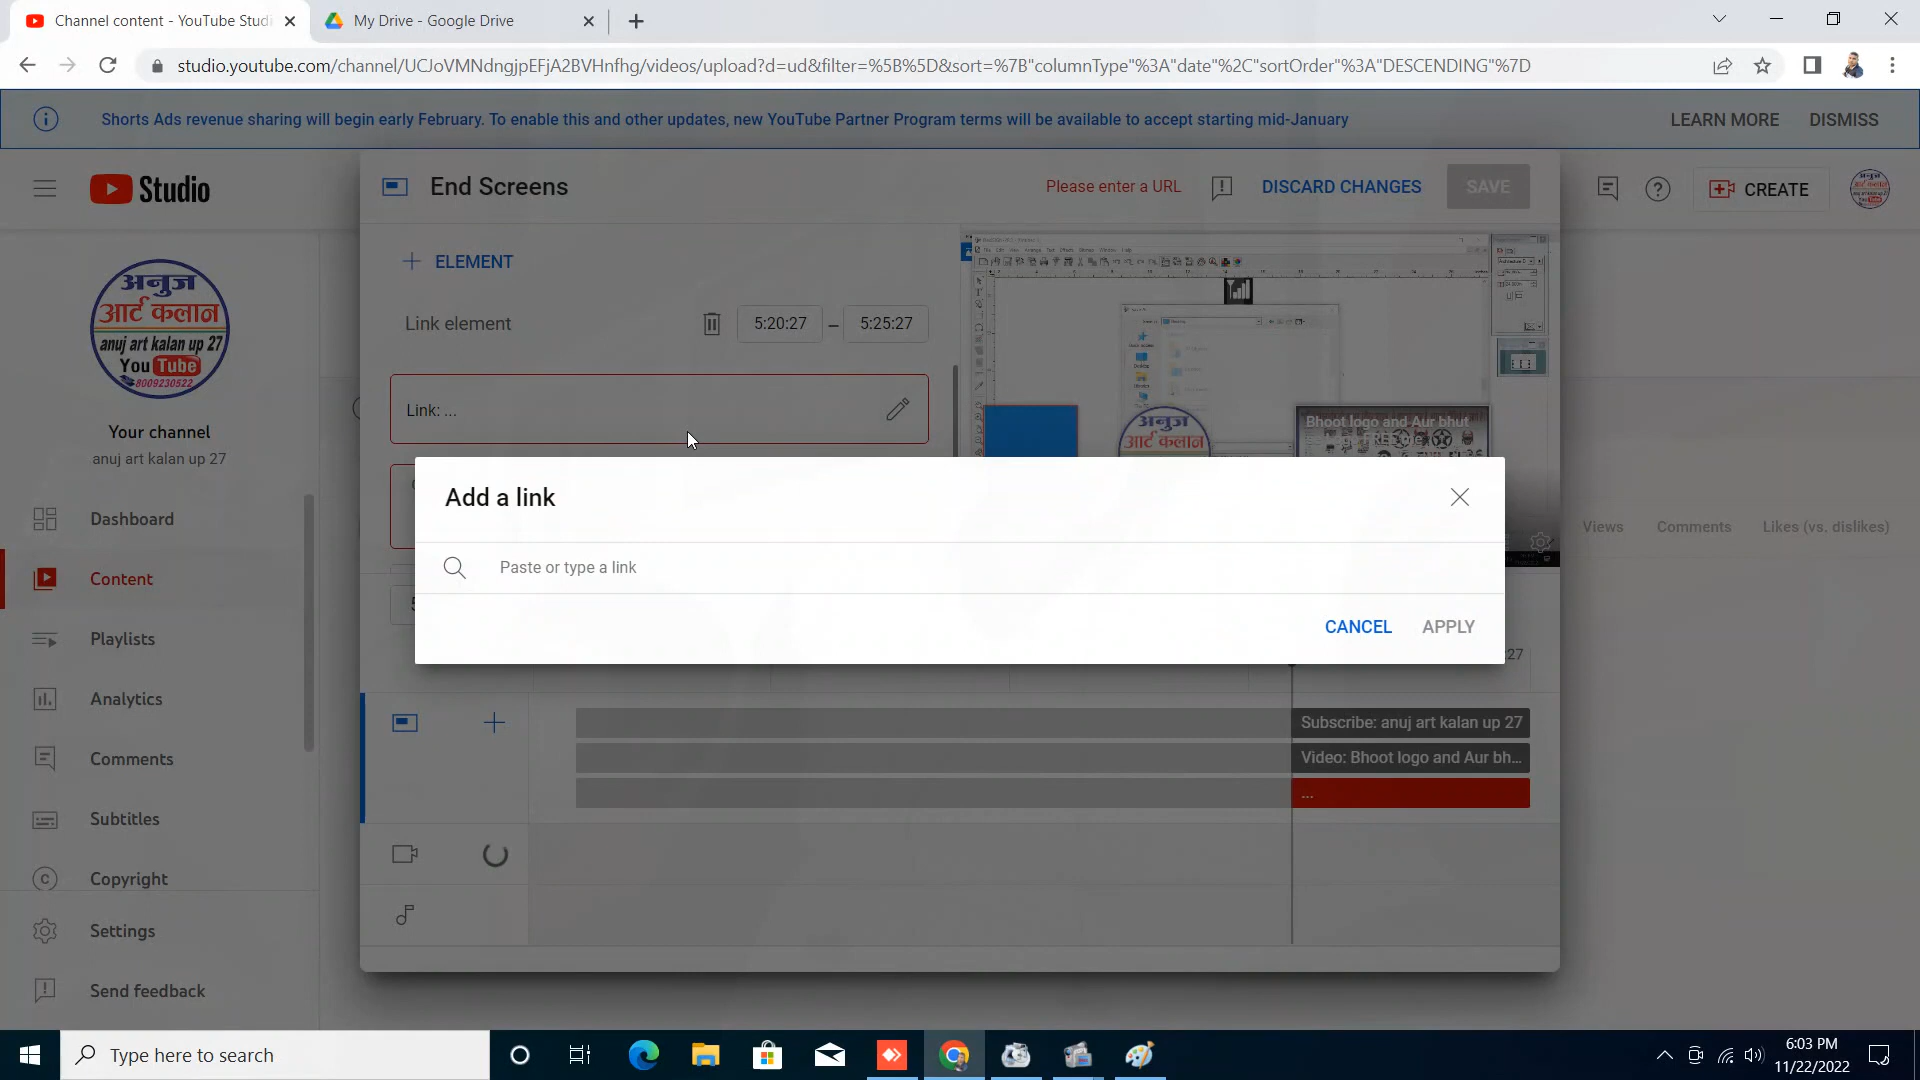 Channel content - YouTube Studi
My Drive - Google Drive
studio.youtube.com/channel/UCJoVMNdngjpEFjA2BVHnfhg/videos/upload?d=ud&filter=%5B%5D&sort=%7B"columnType"%3A"date"%2C"sortOrder"%3A"DESCENDING"%7D
Shorts Ads revenue sharing will begin early February. To enable this and other updates, new YouTube Partner Program terms will be available to accept starting mid-January
LEARN MORE
DISMISS
Studio
End Screens
Please enter a URL
DISCARD CHANGES
SAVE
CREATE
अनुज
आर्ट कलान
anuj art kalan up 27
You Tube
8009230522
ELEMENT
Link element
5:20:27
–
5:25:27
Link: ...
अनुज
आर्ट कलान
Bhoot logo and Aur bhut
Your channel
anuj art kalan up 27
Add a link
Paste or type a link
CANCEL
APPLY
Views
Comments
Likes (vs. dislikes)
Dashboard
Content
Playlists
Analytics
Comments
Subtitles
Copyright
Settings
Send feedback
27
Subscribe: anuj art kalan up 27
Video: Bhoot logo and Aur bh...
...
Type here to search
6:03 PM
11/22/2022